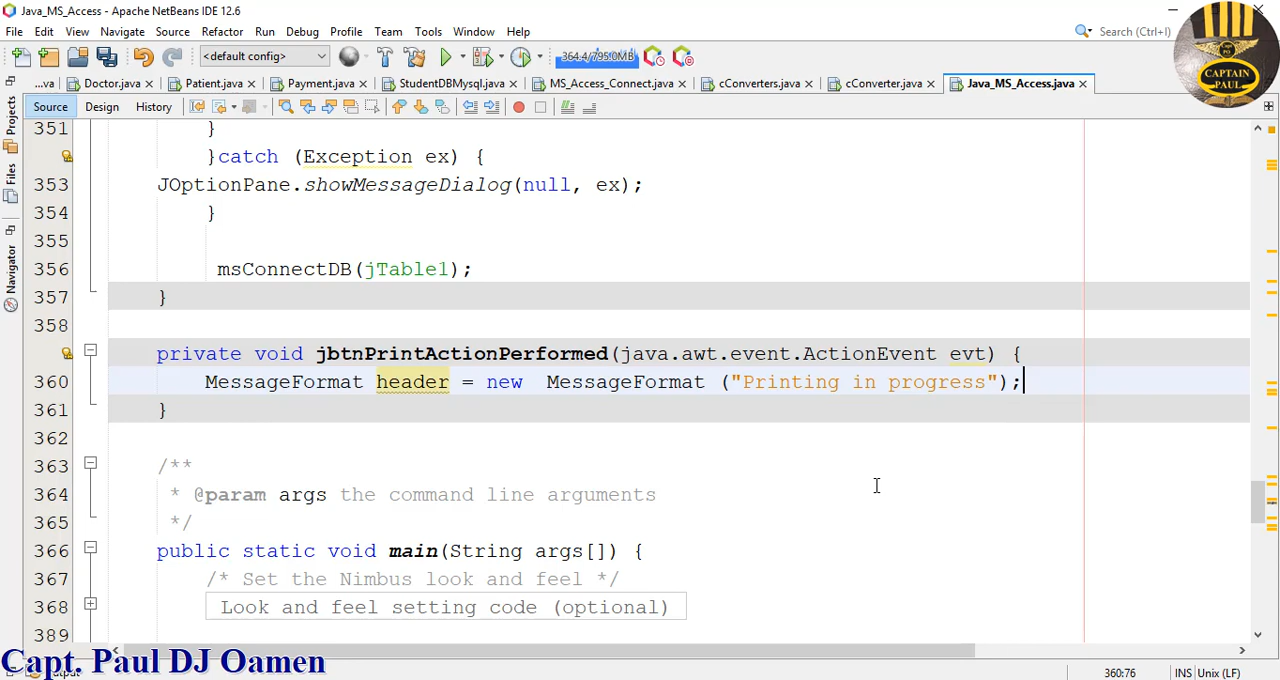 Java_MS_Access - Apache NetBeans IDE 12.6
File Edit View Navigate Source Refactor Run Debug Profile Team Tools Window Help
Search (Ctrl+I)
<default config>
364.4/795.0MB
...va Doctor.java Patient.java Payment.java StudentDBMysql.java MS_Access_Connect.java cConverters.java cConverter.java Java_MS_Access.java
Source Design History
CAPTAIN
PAUL
Projects
Files
Navigator
351 }
}catch (Exception ex) {
353 JOptionPane.showMessageDialog(null, ex);
354 }
355
356 msConnectDB(jTable1);
357 }
358
private void jbtnPrintActionPerformed(java.awt.event.ActionEvent evt) {
360 MessageFormat header = new  MessageFormat ("Printing in progress");
361 }
362
363 /**
364 * @param args the command line arguments
365 */
366 public static void main(String args[]) {
367 /* Set the Nimbus look and feel */
368 Look and feel setting code (optional)
389
Capt. Paul DJ Oamen
360:76 INS Unix (LF)